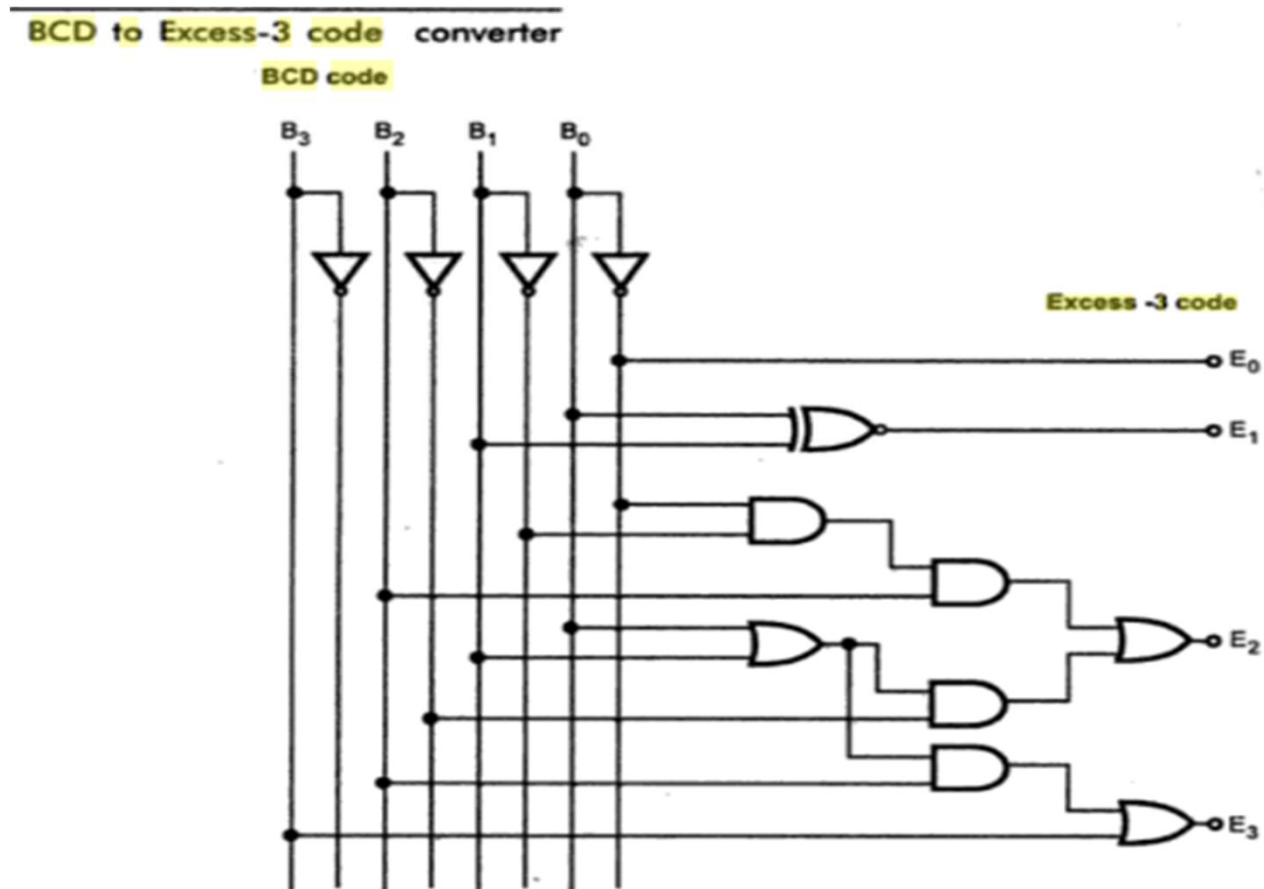 BCD to Excess-3 code converter
BCD code
B₃ B₂ B₁ B₀
Excess -3 code
E₀
E₁
E₂
E₃